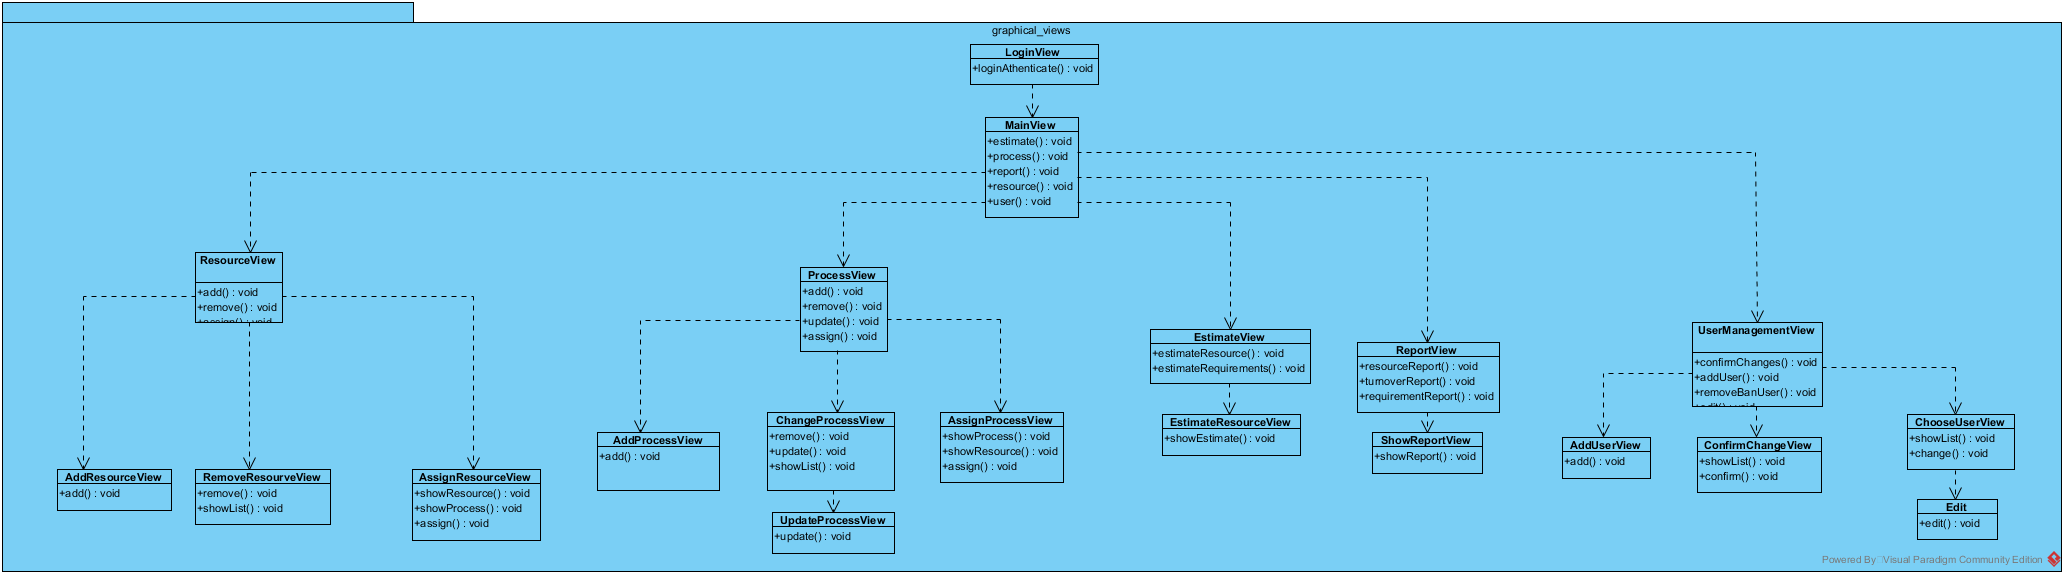 graphical_views
LoginView
+loginAthenticate() : void
MainView
+estimate() : void
+process() : void
+report() : void
+resource() : void
+user() : void
ResourceView
+add() : void
+remove() : void
+assign() : void
ProcessView
+add() : void
+remove() : void
+update() : void
+assign() : void
EstimateView
+estimateResource() : void
+estimateRequirements() : void
ReportView
+resourceReport() : void
+turnoverReport() : void
+requirementReport() : void
UserManagementView
+confirmChanges() : void
+addUser() : void
+removeBanUser() : void
+edit() : void
AddResourceView
+add() : void
RemoveResourveView
+remove() : void
+showList() : void
AssignResourceView
+showResource() : void
+showProcess() : void
+assign() : void
AddProcessView
+add() : void
ChangeProcessView
+remove() : void
+update() : void
+showList() : void
UpdateProcessView
+update() : void
AssignProcessView
+showProcess() : void
+showResource() : void
+assign() : void
EstimateResourceView
+showEstimate() : void
ShowReportView
+showReport() : void
AddUserView
+add() : void
ConfirmChangeView
+showList() : void
+confirm() : void
ChooseUserView
+showList() : void
+change() : void
Edit
+edit() : void
Powered By Visual Paradigm Community Edition